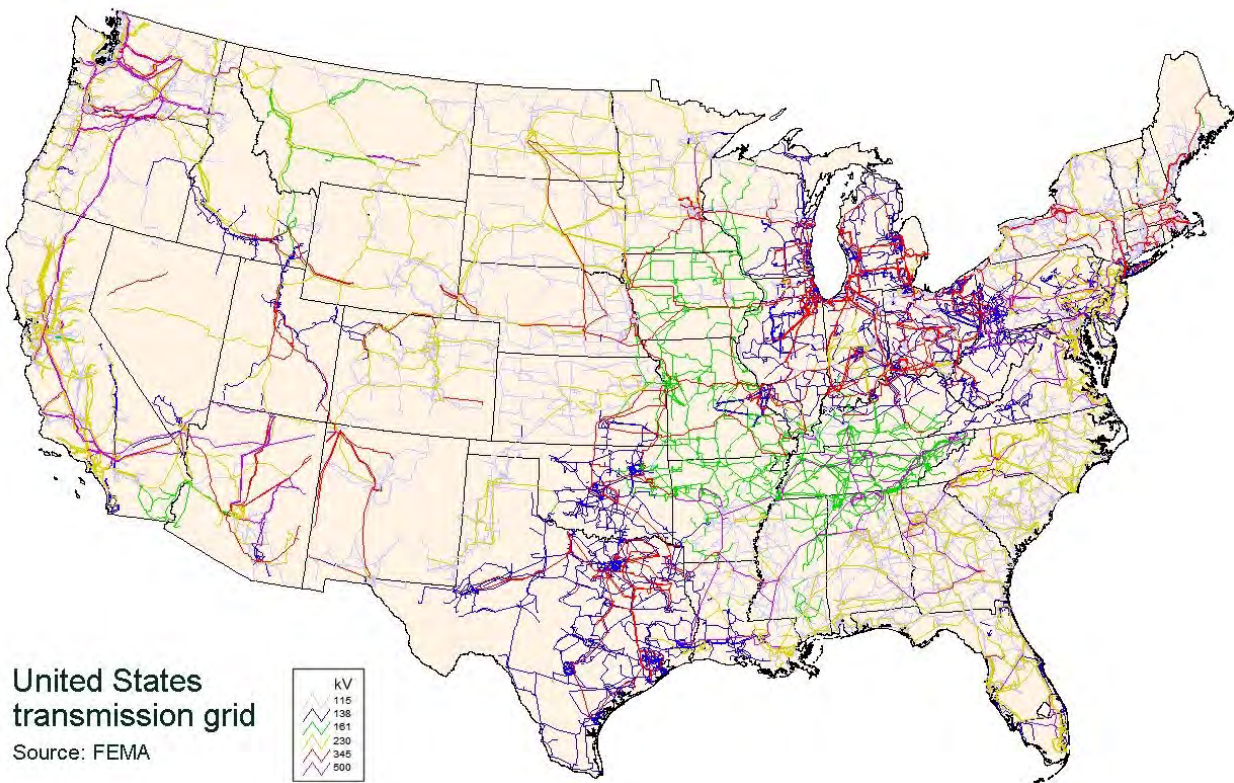 United States
transmission grid
Source: FEMA
kV
115
138
161
230
345
500